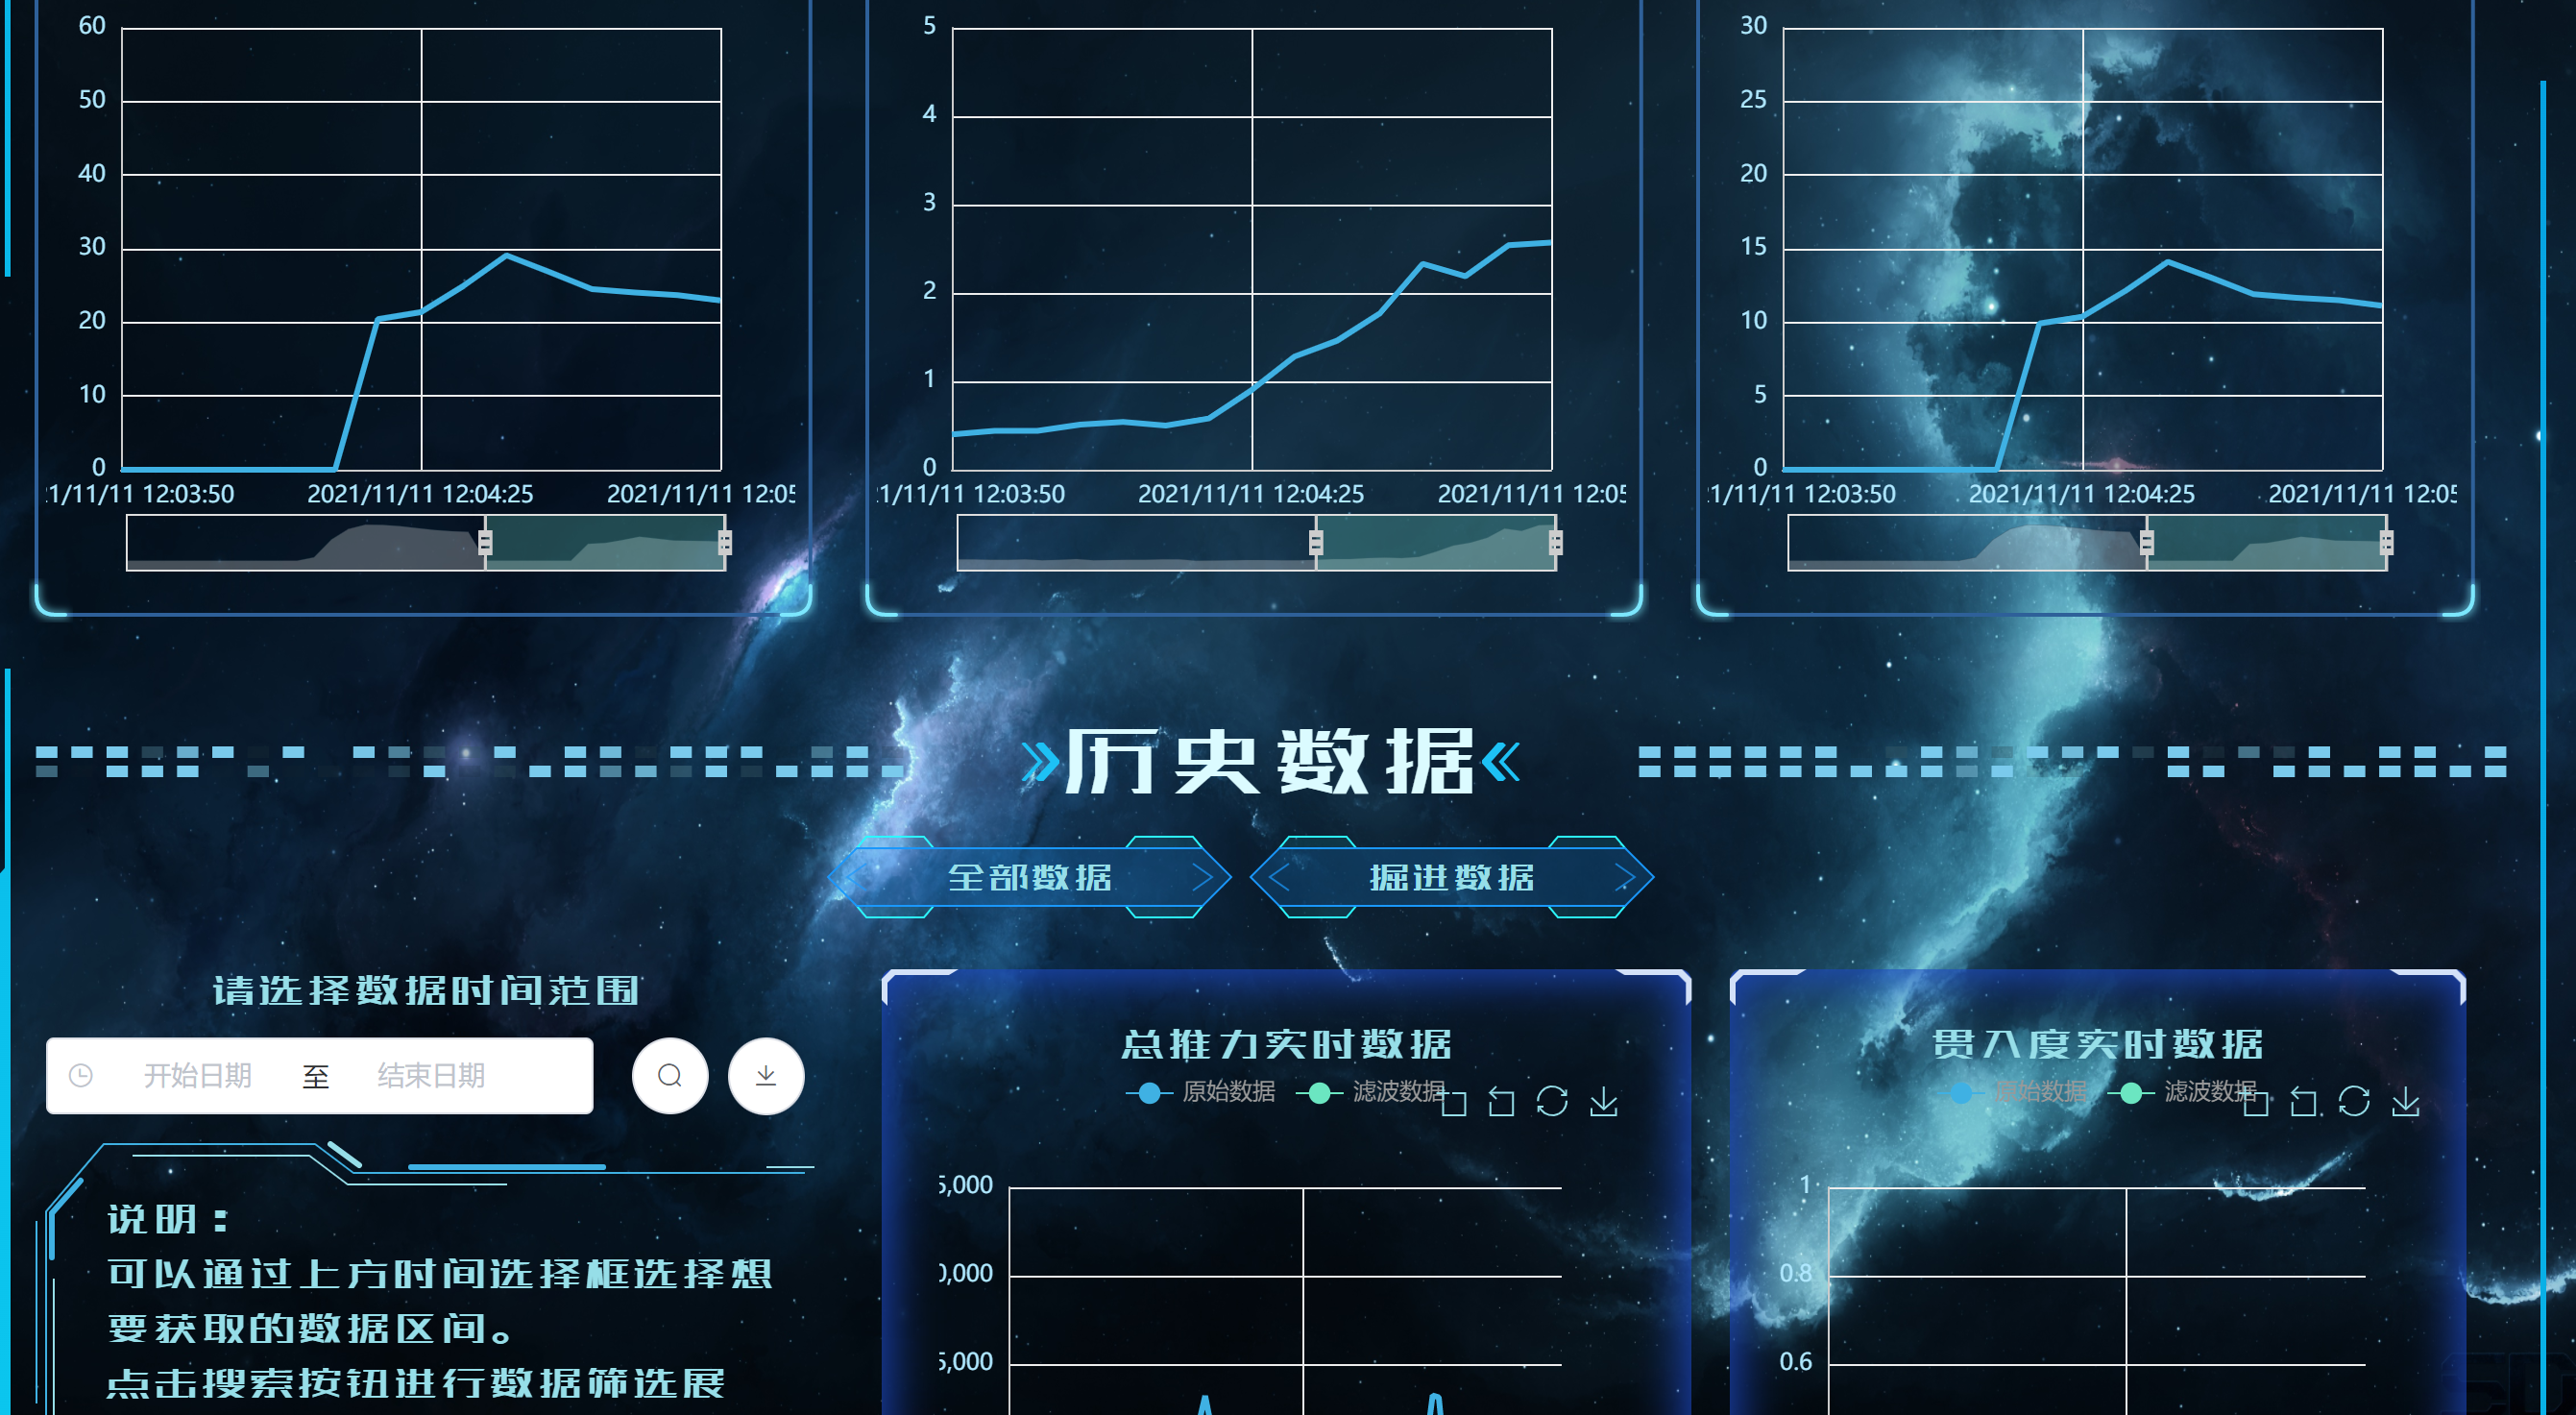 60
50
40
30
20
10
0
1/11/11 12:03:50 2021/11/11 12:04:25 2021/11/11 12:05
5
4
3
2
1
0
1/11/11 12:03:50 2021/11/11 12:04:25 2021/11/11 12:05
30
25
20
15
10
5
0
1/11/11 12:03:50 2021/11/11 12:04:25 2021/11/11 12:05
历史数据
全部数据 掘进数据
请选择数据时间范围
开始日期 至 结束日期
说明：
可以通过上方时间选择框选择想
要获取的数据区间。
点击搜索按钮进行数据筛选展
总推力实时数据
原始数据 滤波数据
5,000
0,000
5,000
贯入度实时数据
原始数据 滤波数据
1
0.8
0.6